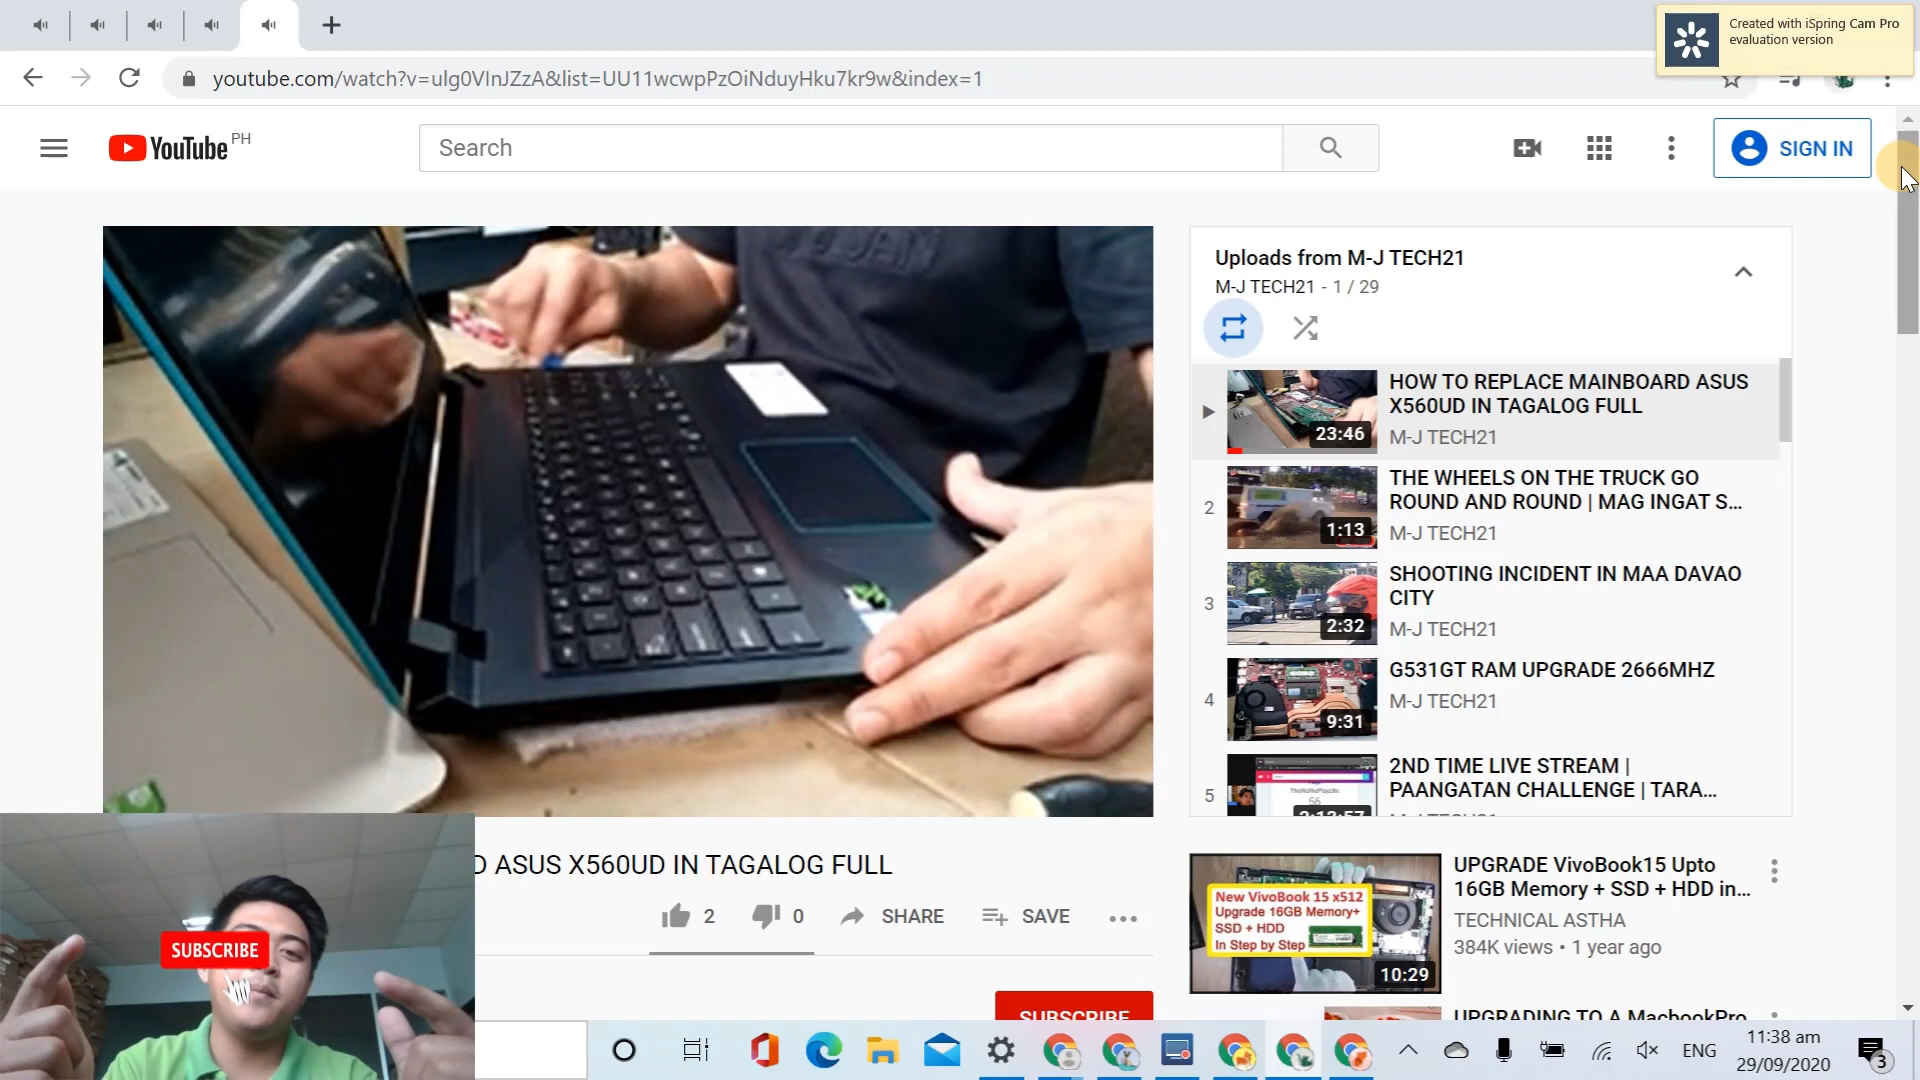 Created with iSpring Cam Pro
evaluation version
youtube.com/watch?v=ulg0VInJZzA&list=UU11wcwpPzOiNduyHku7kr9w&index=1
YouTube PH
Search
SIGN IN
Uploads from M-J TECH21
M-J TECH21 - 1 / 29
HOW TO REPLACE MAINBOARD ASUS
X560UD IN TAGALOG FULL
23:46
M-J TECH21
2
THE WHEELS ON THE TRUCK GO
ROUND AND ROUND | MAG INGAT S...
1:13
M-J TECH21
3
SHOOTING INCIDENT IN MAA DAVAO
CITY
2:32
M-J TECH21
4
G531GT RAM UPGRADE 2666MHZ
M-J TECH21
9:31
5
2ND TIME LIVE STREAM |
PAANGATAN CHALLENGE | TARA...
D ASUS X560UD IN TAGALOG FULL
2
0
SHARE
SAVE
SUBSCRIBE
SUBSCRIBE
New VivoBook 15 x512
Upgrade 16GB Memory+
SSD + HDD
In Step by Step
10:29
UPGRADE VivoBook15 Upto
16GB Memory + SSD + HDD in...
TECHNICAL ASTHA
384K views • 1 year ago
UPGRADING TO A MacbookPro
ENG
11:38 am
29/09/2020
3